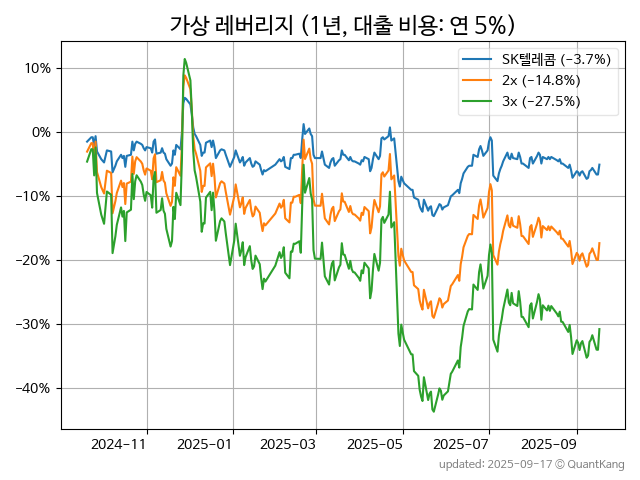 가상 레버리지 (1년, 대출 비용: 연 5%)
SK텔레콤 (−3.7%)
2x (−14.8%)
3x (−27.5%)
10%
0%
−10%
−20%
−30%
−40%
2024-11 2025-01 2025-03 2025-05 2025-07 2025-09
updated: 2025-09-17 © QuantKang